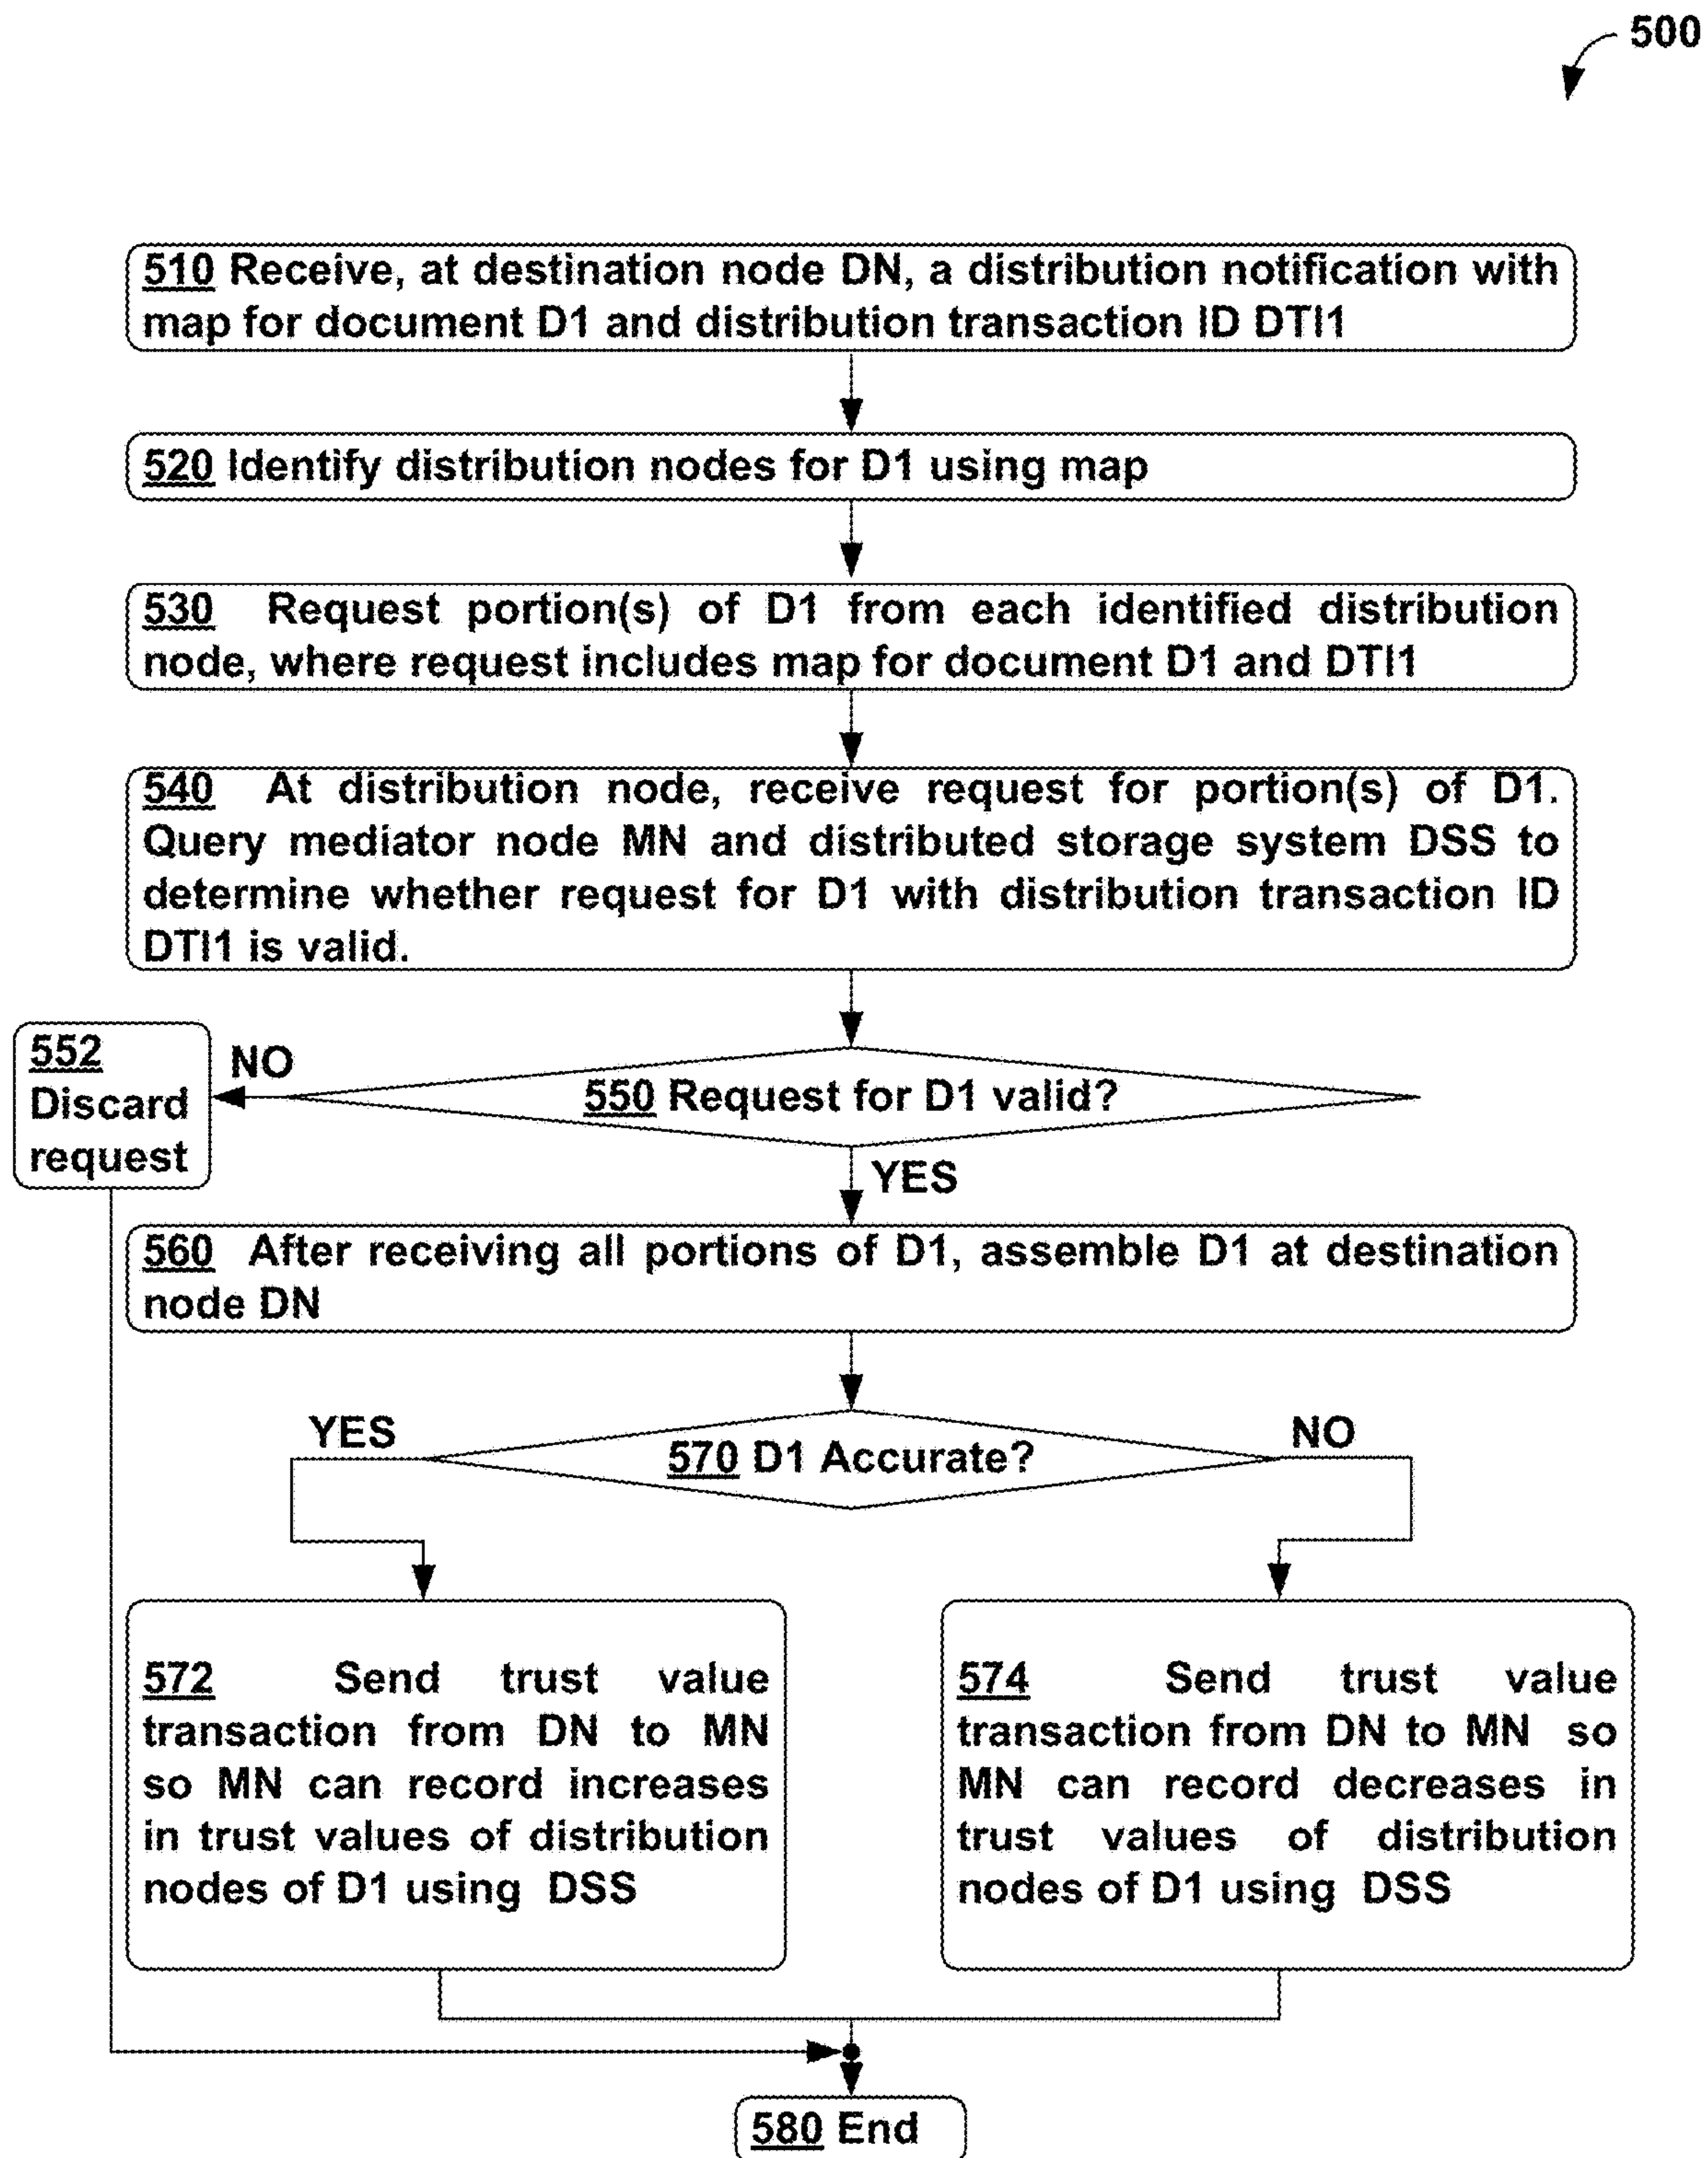 500
510 Receive, at destination node DN, a distribution notification with
map for document D1 and distribution transaction ID DTI1
520 Identify distribution nodes for D1 using map
530 Request portion(s) of D1 from each identified distribution
node, where request includes map for document D1 and DTI1
540 At distribution node, receive request for portion(s) of D1.
Query mediator node MN and distributed storage system DSS to
determine whether request for D1 with distribution transaction ID
DTI1 is valid.
552
Discard
request
NO
550 Request for D1 valid?
YES
560 After receiving all portions of D1, assemble D1 at destination
node DN
YES
570 D1 Accurate?
NO
572 Send trust value
transaction from DN to MN
so MN can record increases
in trust values of distribution
nodes of D1 using DSS
574 Send trust value
transaction from DN to MN so
MN can record decreases in
trust values of distribution
nodes of D1 using DSS
580 End